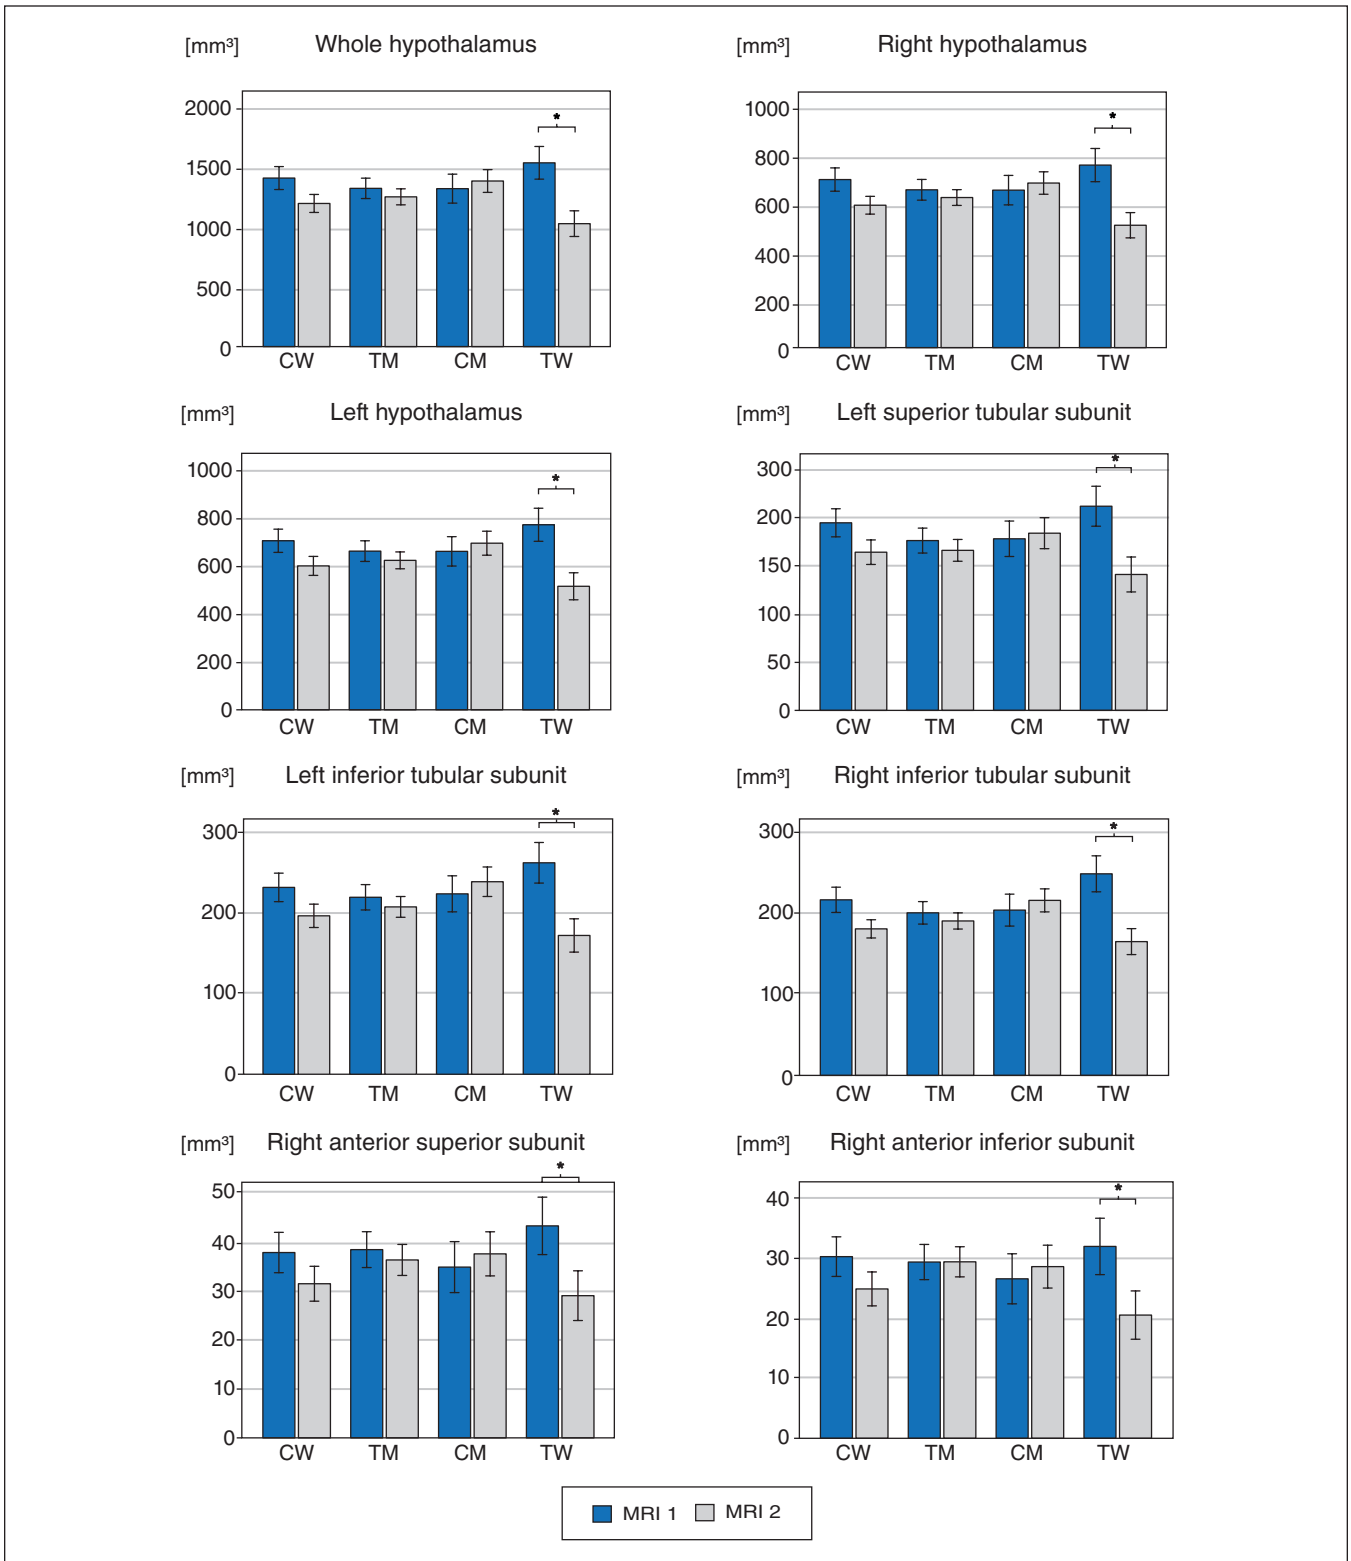 [mm³] Whole hypothalamus
2000
1500
1000
500
0
*
CW TM CM TW
[mm³] Right hypothalamus
1000
800
600
400
200
0
*
CW TM CM TW
[mm³] Left hypothalamus
1000
800
600
400
200
0
*
CW TM CM TW
[mm³] Left superior tubular subunit
300
200
150
100
50
0
*
CW TM CM TW
[mm³] Left inferior tubular subunit
300
200
100
0
*
CW TM CM TW
[mm³] Right inferior tubular subunit
300
200
100
0
*
CW TM CM TW
[mm³] Right anterior superior subunit
50
40
30
20
10
0
*
CW TM CM TW
[mm³] Right anterior inferior subunit
40
30
20
10
0
*
CW TM CM TW
MRI 1 MRI 2